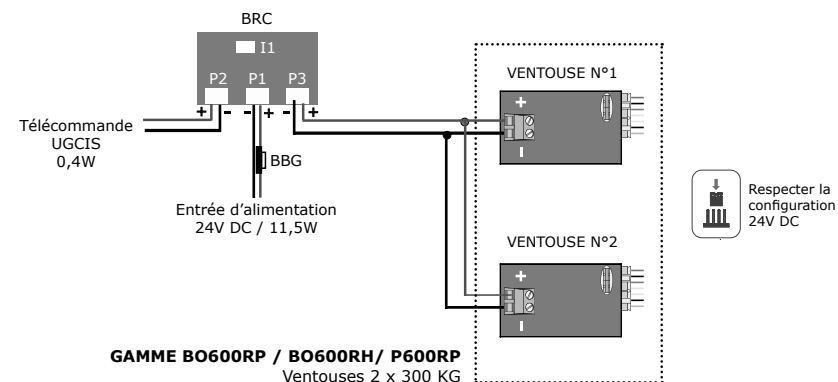 BRC
I1
P2 P1 P3
+ - - + - +
Télécommande
UGCIS
0,4W
BBG
Entrée d’alimentation
24V DC / 11,5W
VENTOUSE N°1
+
-
VENTOUSE N°2
+
-
Respecter la
configuration
24V DC
GAMME BO600RP / BO600RH/ P600RP
Ventouses 2 x 300 KG